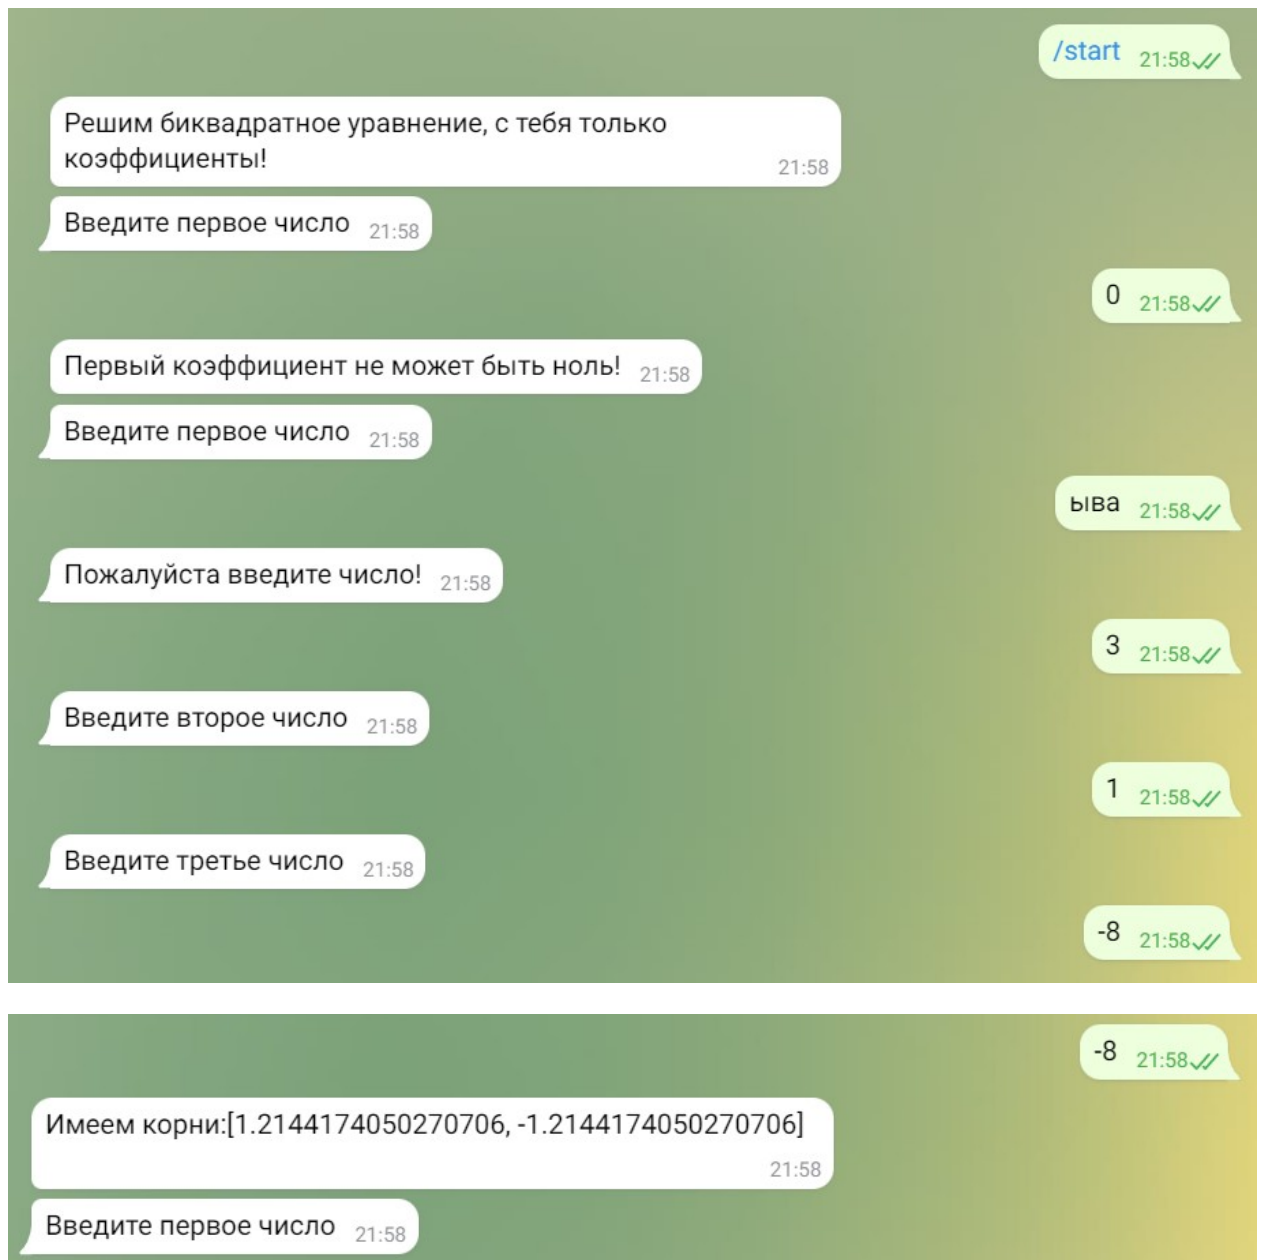 /start 21:58
Решим биквадратное уравнение, с тебя только
коэффициенты! 21:58
Введите первое число 21:58
0 21:58
Первый коэффициент не может быть ноль! 21:58
Введите первое число 21:58
ыва 21:58
Пожалуйста введите число! 21:58
3 21:58
Введите второе число 21:58
1 21:58
Введите третье число 21:58
-8 21:58
-8 21:58
Имеем корни:[1.2144174050270706, -1.2144174050270706]
21:58
Введите первое число 21:58